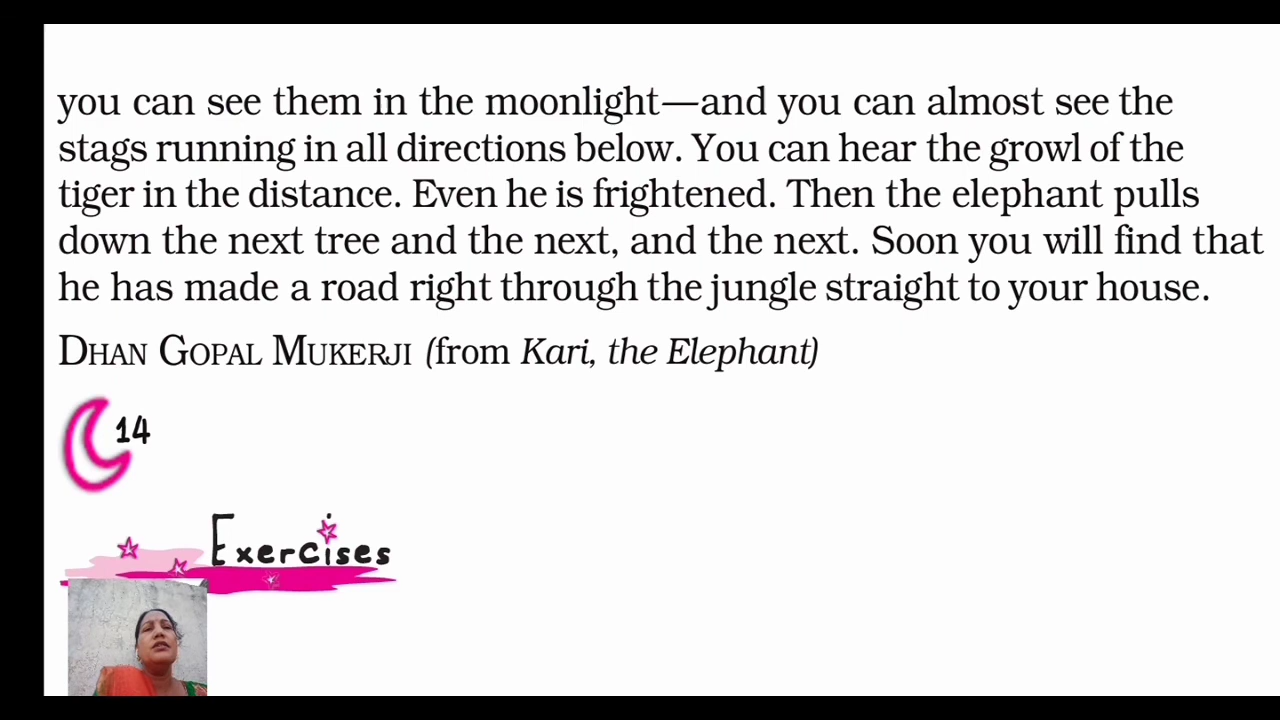 you can see them in the moonlight—and you can almost see the
stags running in all directions below. You can hear the growl of the
tiger in the distance. Even he is frightened. Then the elephant pulls
down the next tree and the next, and the next. Soon you will find that
he has made a road right through the jungle straight to your house.
DHAN GOPAL MUKERJI (from Kari, the Elephant)
14
Exercises